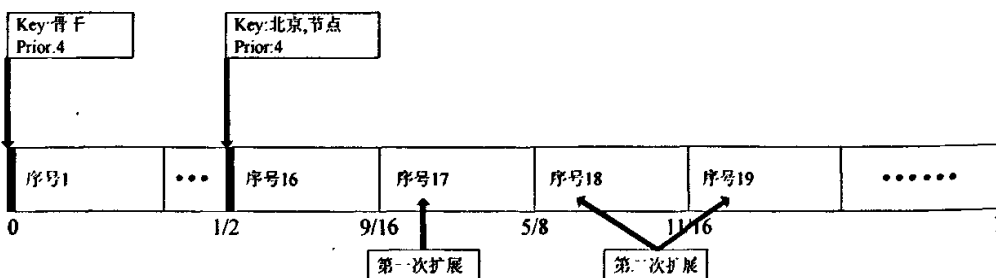 Key:骨干
Prior.4
Key:北京,节点
Prior:4
序号1
序号16
序号17
序号18
序号19
0
1/2
9/16
5/8
11/16
第一次扩展
第二次扩展